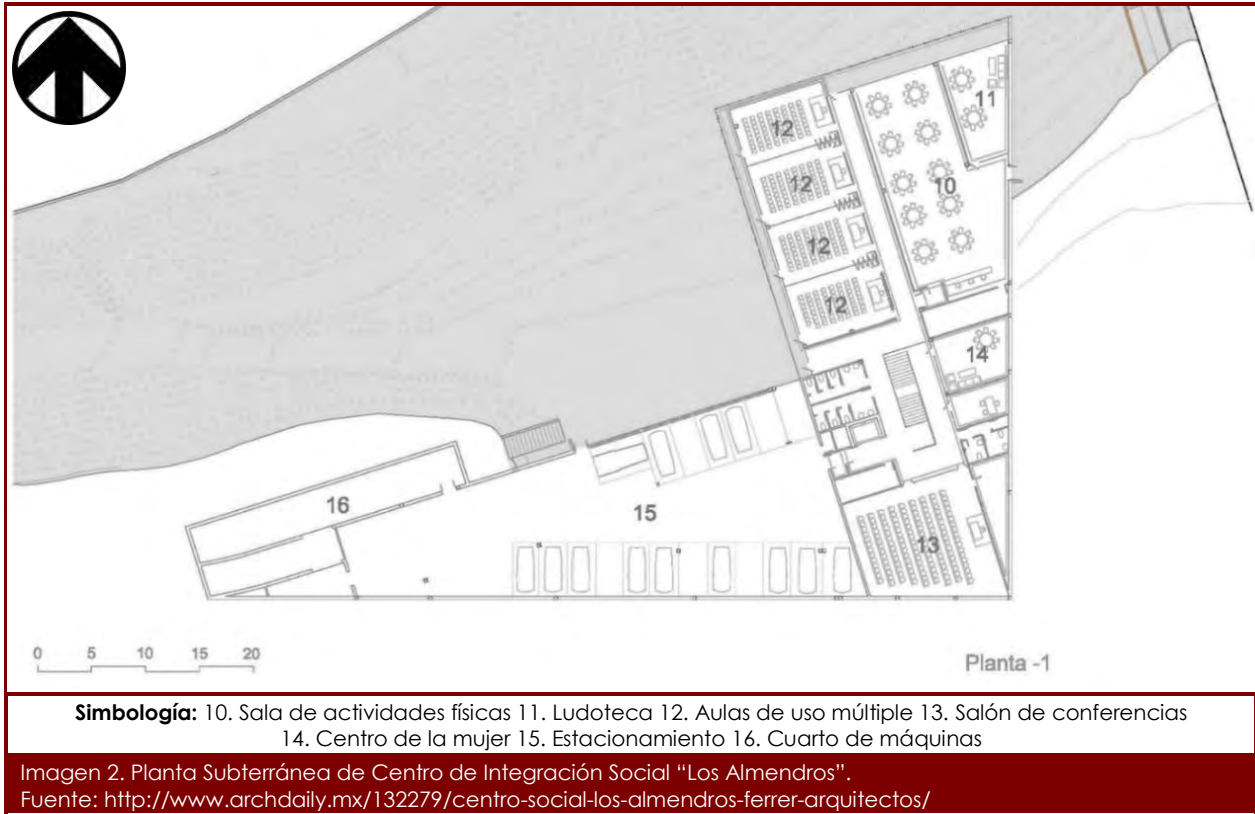 11
12
12
10
12
12
14
16
15
13
0 5 10 15 20
Planta -1
Simbología: 10. Sala de actividades físicas 11. Ludoteca 12. Aulas de uso múltiple 13. Salón de conferencias
14. Centro de la mujer 15. Estacionamiento 16. Cuarto de máquinas
Imagen 2. Planta Subterránea de Centro de Integración Social “Los Almendros”.
Fuente: http://www.archdaily.mx/132279/centro-social-los-almendros-ferrer-arquitectos/